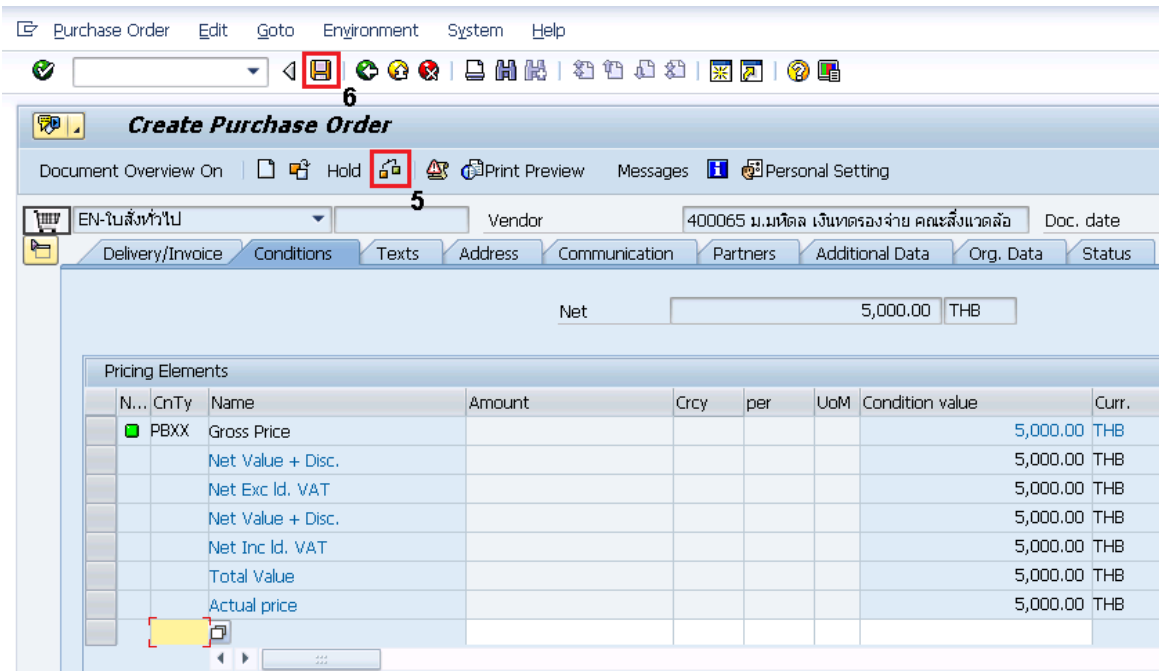 Purchase Order Edit Goto Environment System Help
6
Create Purchase Order
Document Overview On Hold Print Preview Messages Personal Setting
5
EN-ใบสั่งทั่วไป Vendor 400065 ม.มหิดล เงินทดรองจ่าย คณะสิ่งแวดล้อ Doc. date
Delivery/Invoice Conditions Texts Address Communication Partners Additional Data Org. Data Status
Net 5,000.00 THB
Pricing Elements
N... CnTy Name Amount Crcy per UoM Condition value Curr.
PBXX Gross Price 5,000.00 THB
Net Value + Disc. 5,000.00 THB
Net Exc ld. VAT 5,000.00 THB
Net Value + Disc. 5,000.00 THB
Net Inc ld. VAT 5,000.00 THB
Total Value 5,000.00 THB
Actual price 5,000.00 THB